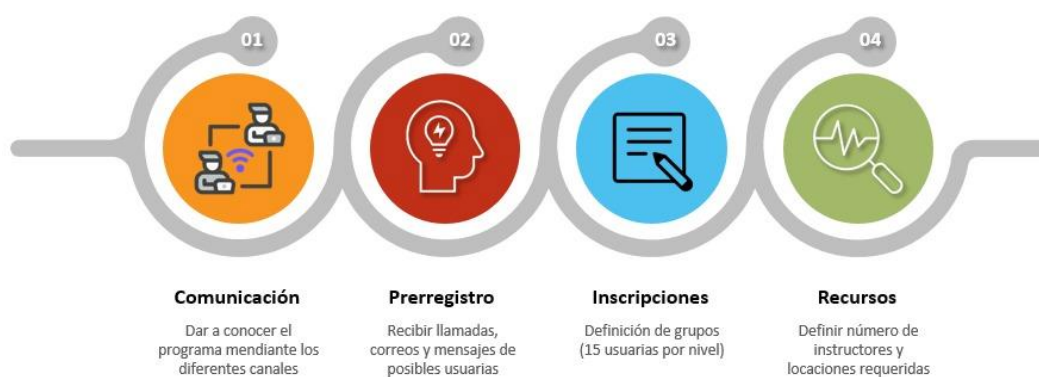 01
02
03
04
Comunicación
Dar a conocer el
programa mendiante los
diferentes canales
Prerregistro
Recibir llamadas,
correos y mensajes de
posibles usuarias
Inscripciones
Definición de grupos
(15 usuarias por nivel)
Recursos
Definir número de
instructores y
locaciones requeridas